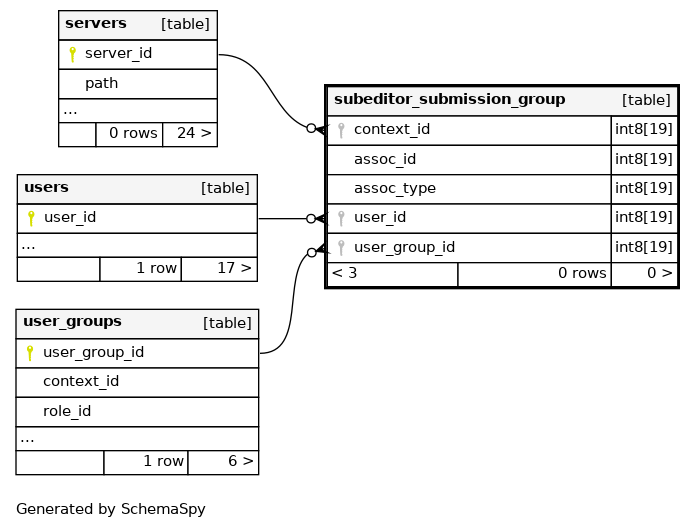 servers [table]
server_id
path
...
0 rows 24 >
users [table]
user_id
...
1 row 17 >
user_groups [table]
user_group_id
context_id
role_id
...
1 row 6 >
subeditor_submission_group [table]
context_id int8[19]
assoc_id int8[19]
assoc_type int8[19]
user_id int8[19]
user_group_id int8[19]
< 3 0 rows 0 >
Generated by SchemaSpy